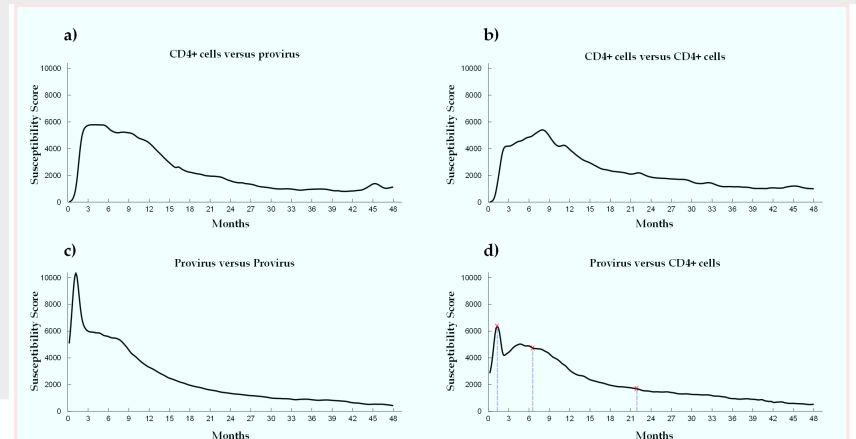 a)
CD4+ cells versus provirus
Susceptibility Score
10000
8000
6000
4000
2000
0
0 3 6 9 12 15 18 21 24 27 30 33 36 39 42 45 48
Months
b)
CD4+ cells versus CD4+ cells
Susceptibility Score
10000
8000
6000
4000
2000
0
0 3 6 9 12 15 18 21 24 27 30 33 36 39 42 45 48
Months
c)
Provirus versus Provirus
Susceptibility Score
10000
8000
6000
4000
2000
0
0 3 6 9 12 15 18 21 24 27 30 33 36 39 42 45 48
Months
d)
Provirus versus CD4+ cells
Susceptibility Score
10000
8000
6000
4000
2000
0
0 3 6 9 12 15 18 21 24 27 30 33 36 39 42 45 48
Months